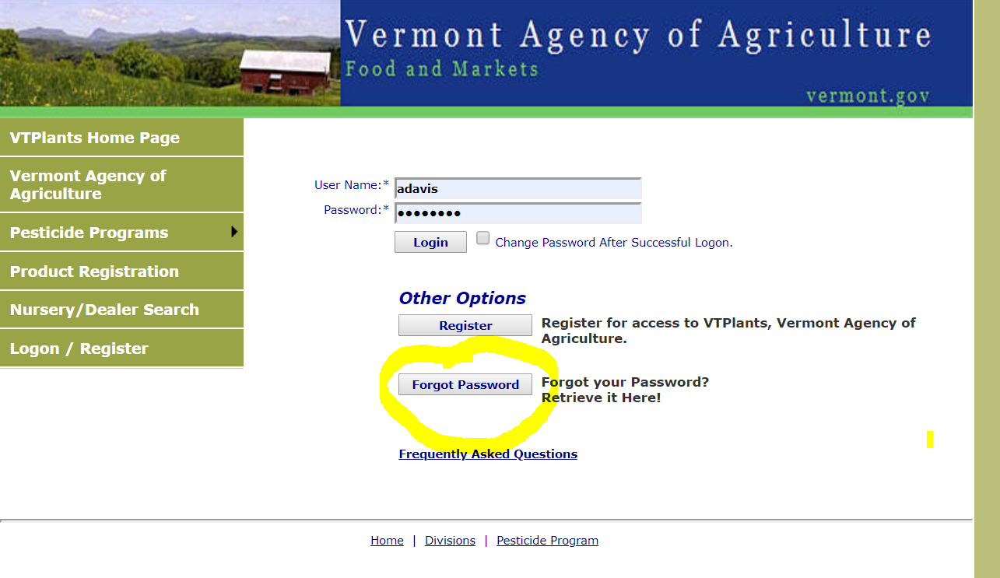 Vermont Agency of Agriculture
Food and Markets
vermont.gov
VTPlants Home Page
Vermont Agency of
Agriculture
Pesticide Programs
Product Registration
Nursery/Dealer Search
Logon / Register
User Name:* adavis
Password:* ●●●●●●●●
Login Change Password After Successful Logon.
Other Options
Register Register for access to VTPlants, Vermont Agency of
Agriculture.
Forgot Password Forgot your Password?
Retrieve it Here!
Frequently Asked Questions
Home | Divisions | Pesticide Program